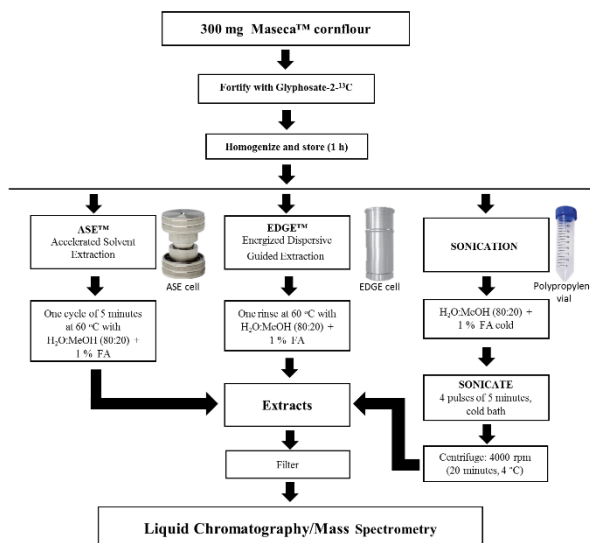 300 mg Maseca™ cornflour
Fortify with Glyphosate-2-¹³C
Homogenize and store (1 h)
ASE™
Accelerated Solvent
Extraction
ASE cell
EDGE™
Energized Dispersive
Guided Extraction
EDGE cell
SONICATION
Polypropylen
vial
One cycle of 5 minutes
at 60 °C with
H₂O:MeOH (80:20) +
1 % FA
One rinse at 60 °C with
H₂O:MeOH (80:20) +
1 % FA
H₂O:MeOH (80:20) +
1 % FA cold
SONICATE
4 pulses of 5 minutes,
cold bath
Extracts
Centrifuge: 4000 rpm
(20 minutes, 4 °C)
Filter
Liquid Chromatography/Mass Spectrometry